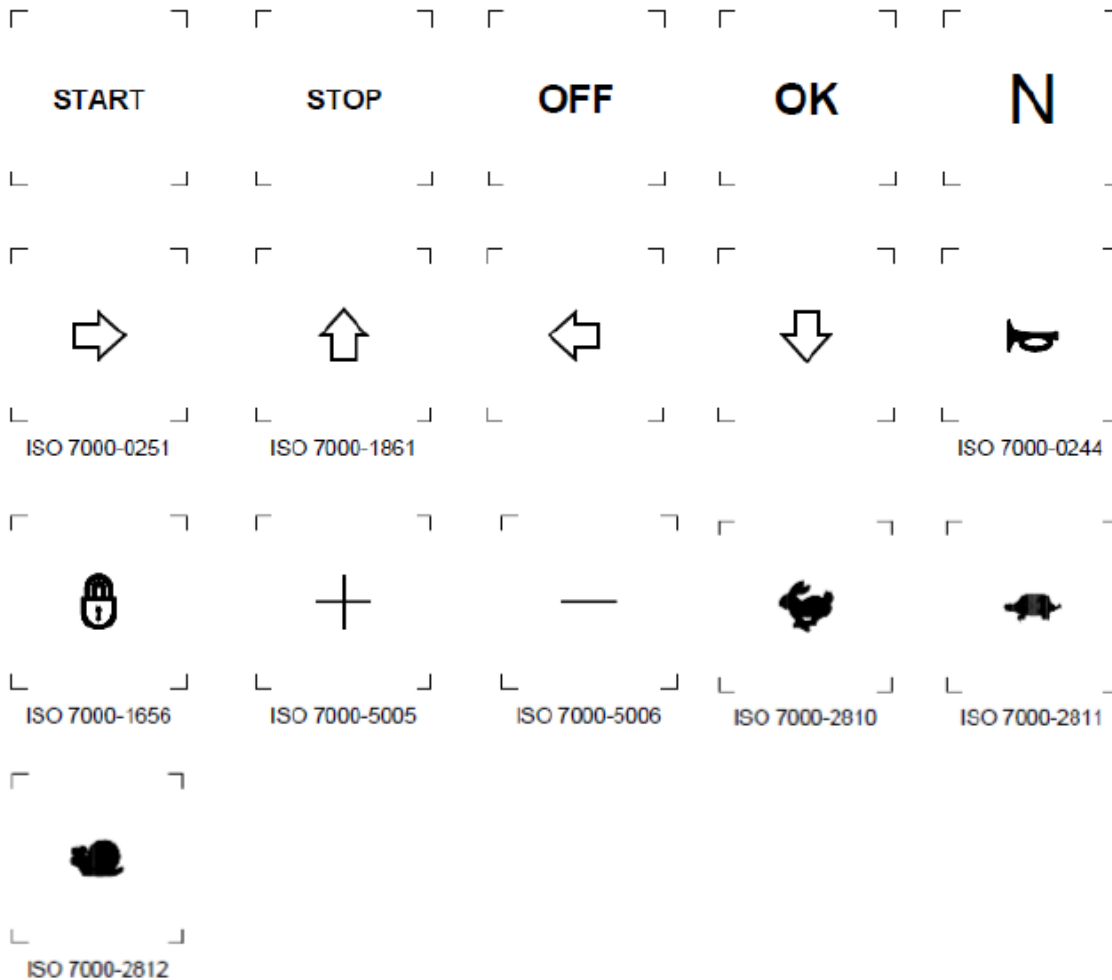 START STOP OFF OK N
ISO 7000-0251 ISO 7000-1861 ISO 7000-0244
ISO 7000-1656 ISO 7000-5005 ISO 7000-5006 ISO 7000-2810 ISO 7000-2811
ISO 7000-2812